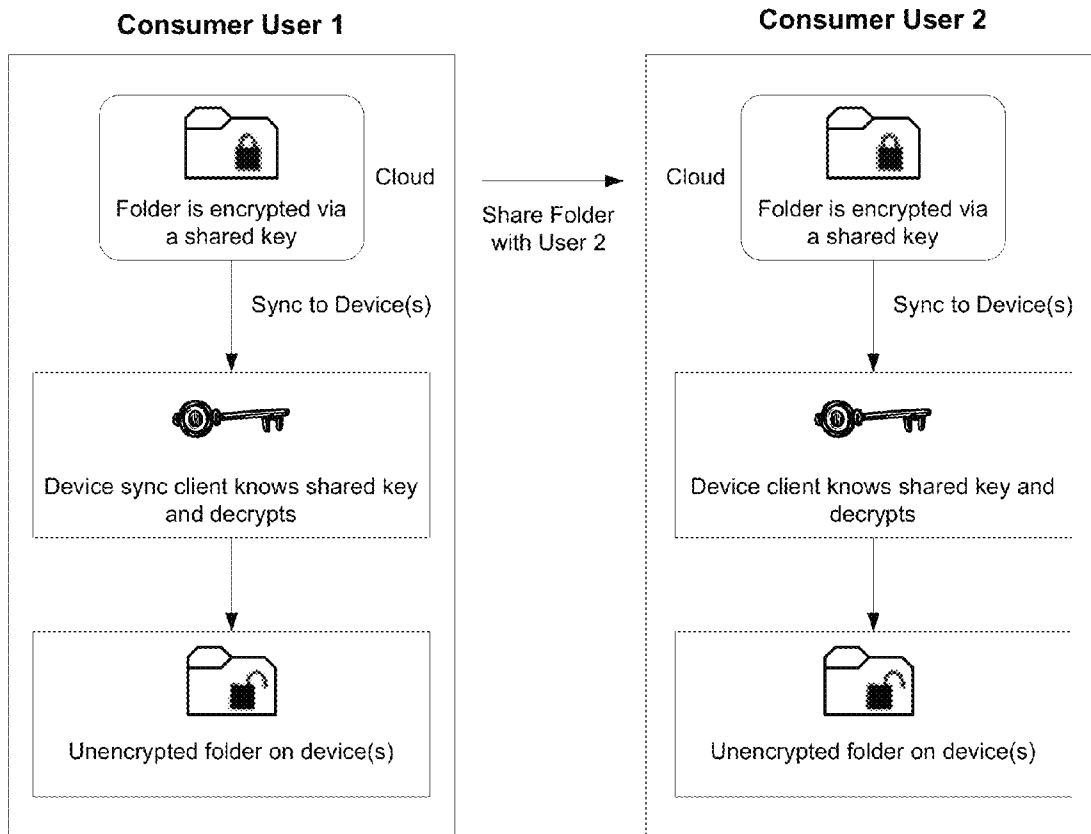 Consumer User 1
Folder is encrypted via
a shared key
Cloud
Sync to Device(s)
Device sync client knows shared key
and decrypts
Unencrypted folder on device(s)
Share Folder
with User 2
Consumer User 2
Cloud
Folder is encrypted via
a shared key
Sync to Device(s)
Device client knows shared key and
decrypts
Unencrypted folder on device(s)